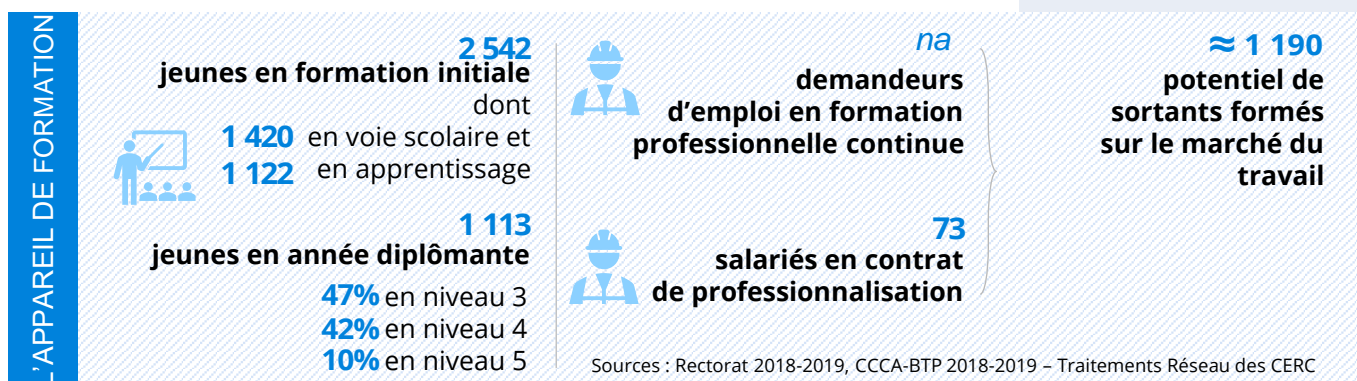 L'APPAREIL DE FORMATION
2 542
jeunes en formation initiale
dont
1 420 en voie scolaire et
1 122 en apprentissage
1 113
jeunes en année diplômante
47% en niveau 3
42% en niveau 4
10% en niveau 5
na
demandeurs
d'emploi en formation
professionnelle continue
73
salariés en contrat
de professionnalisation
≈ 1 190
potentiel de
sortants formés
sur le marché du
travail
Sources : Rectorat 2018-2019, CCCA-BTP 2018-2019 – Traitements Réseau des CERC